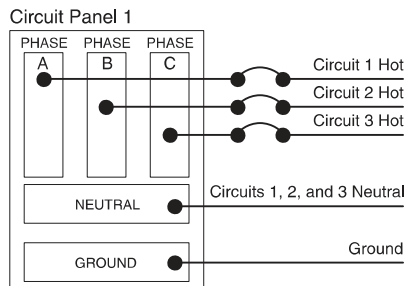 Circuit Panel 1
PHASE PHASE PHASE
A B C
Circuit 1 Hot
Circuit 2 Hot
Circuit 3 Hot
NEUTRAL
Circuits 1, 2, and 3 Neutral
GROUND
Ground